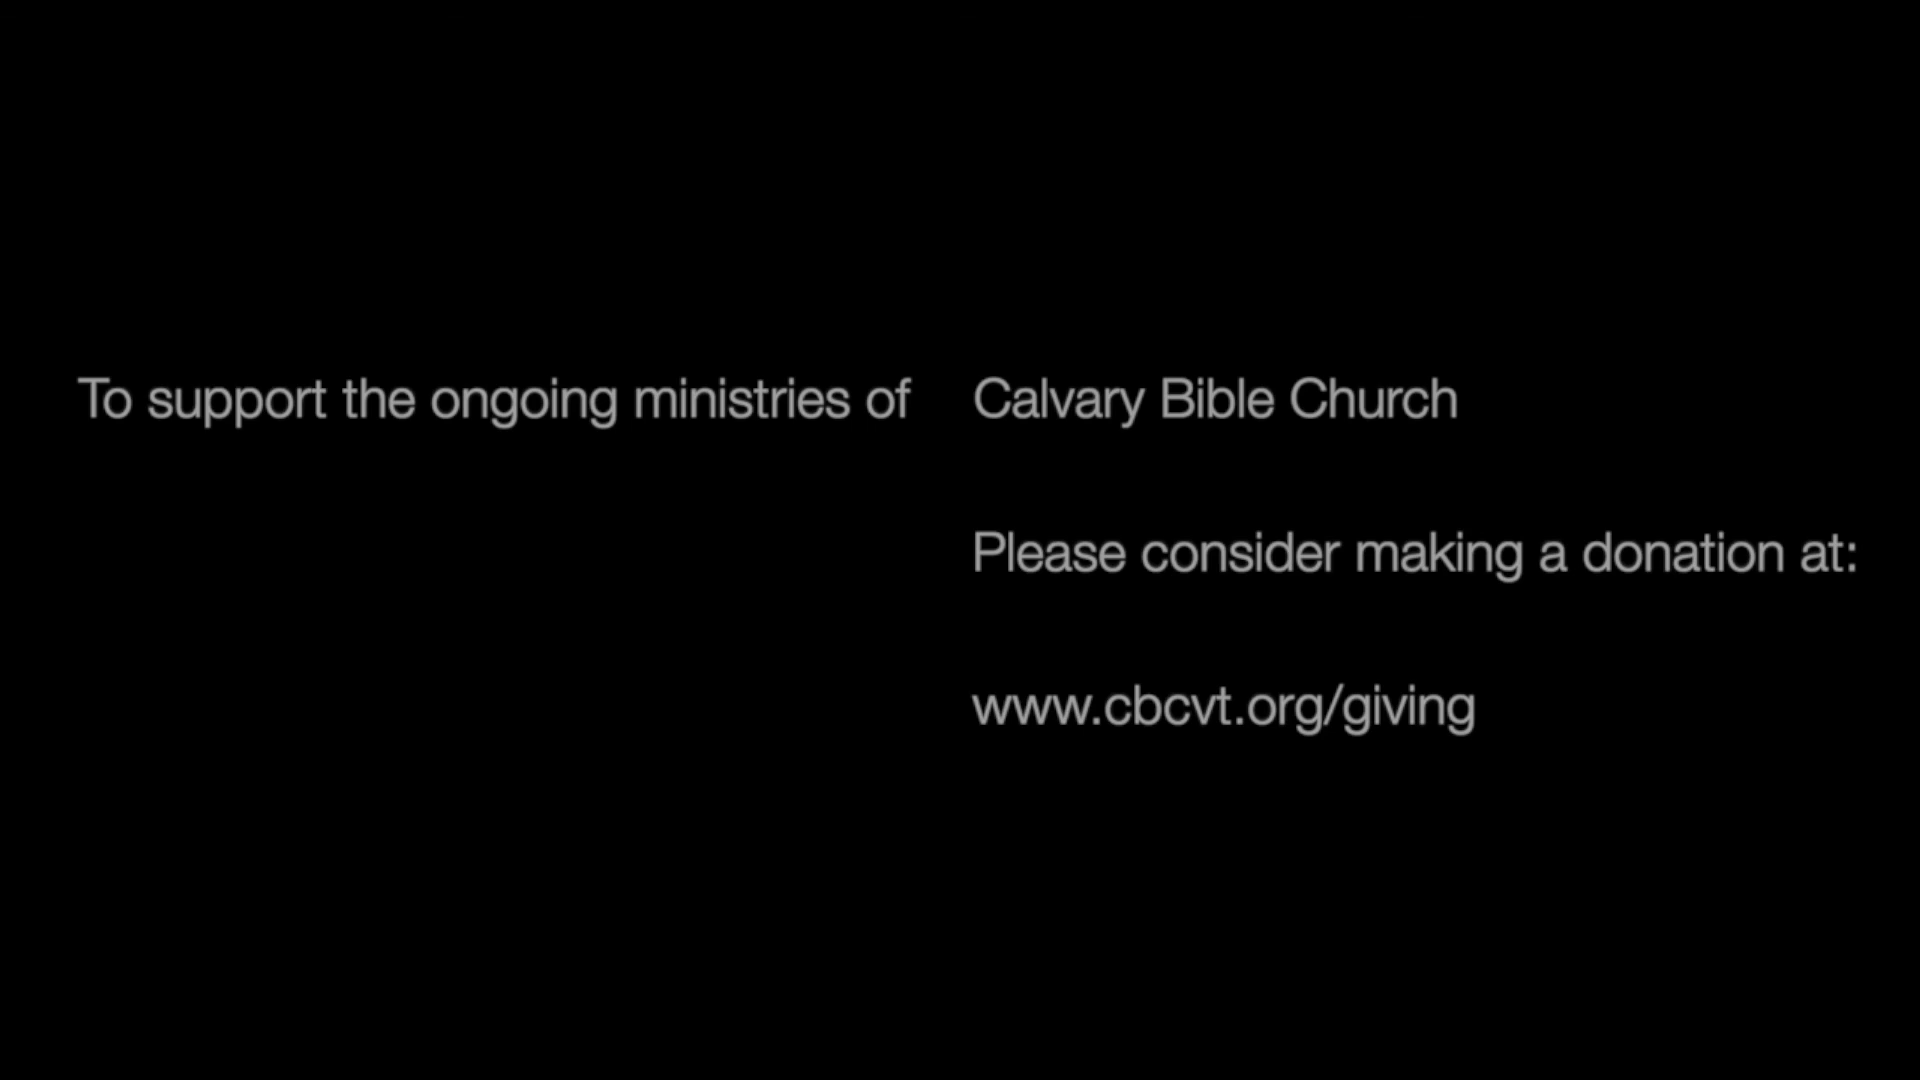 To support the ongoing ministries of Calvary Bible Church
Please consider making a donation at:
www.cbcvt.org/giving